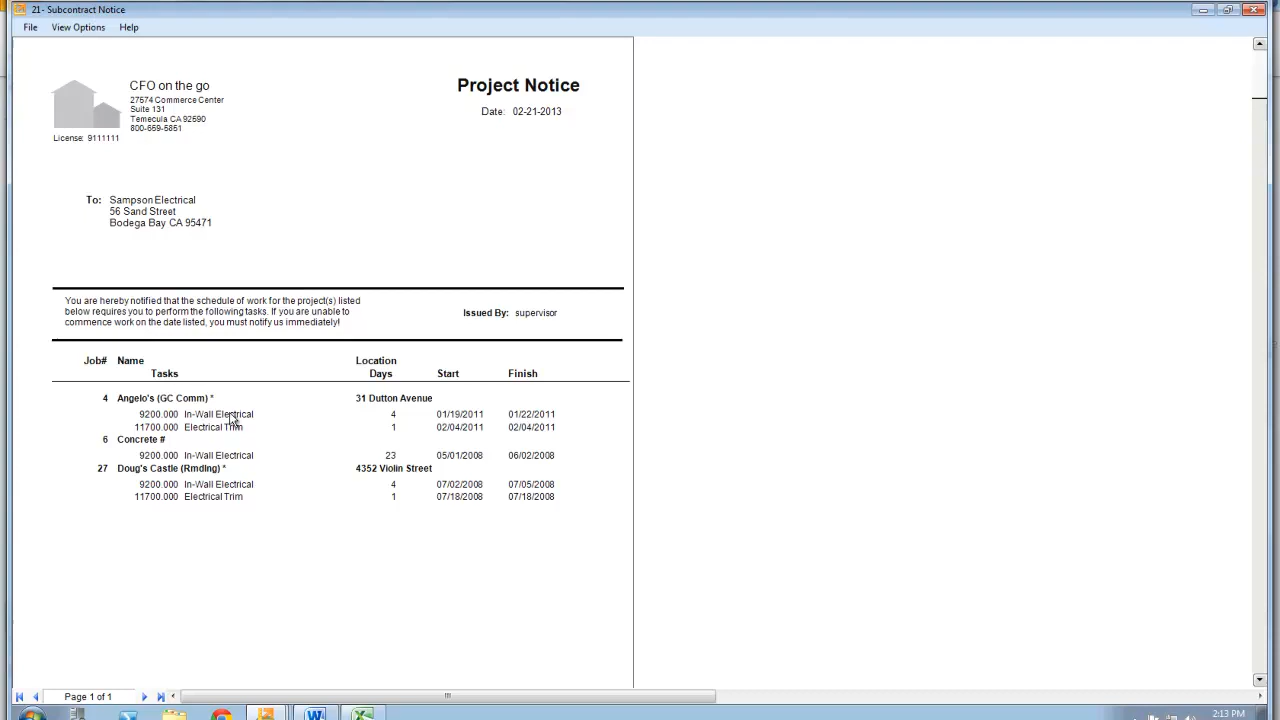 21- Subcontract Notice
File View Options Help
CFO on the go
27574 Commerce Center
Suite 131
Temecula CA 92590
800-659-5851
License: 9111111
Project Notice
Date: 02-21-2013
To: Sampson Electrical
56 Sand Street
Bodega Bay CA 95471
You are hereby notified that the schedule of work for the project(s) listed
below requires you to perform the following tasks. If you are unable to
commence work on the date listed, you must notify us immediately!
Issued By: supervisor
Job# Name Location
Tasks Days Start Finish
4 Angelo's (GC Comm) * 31 Dutton Avenue
9200.000 In-Wall Electrical 4 01/19/2011 01/22/2011
11700.000 Electrical Trim 1 02/04/2011 02/04/2011
6 Concrete #
9200.000 In-Wall Electrical 23 05/01/2008 06/02/2008
27 Doug's Castle (Rmdlng) * 4352 Violin Street
9200.000 In-Wall Electrical 4 07/02/2008 07/05/2008
11700.000 Electrical Trim 1 07/18/2008 07/18/2008
Page 1 of 1
2:13 PM